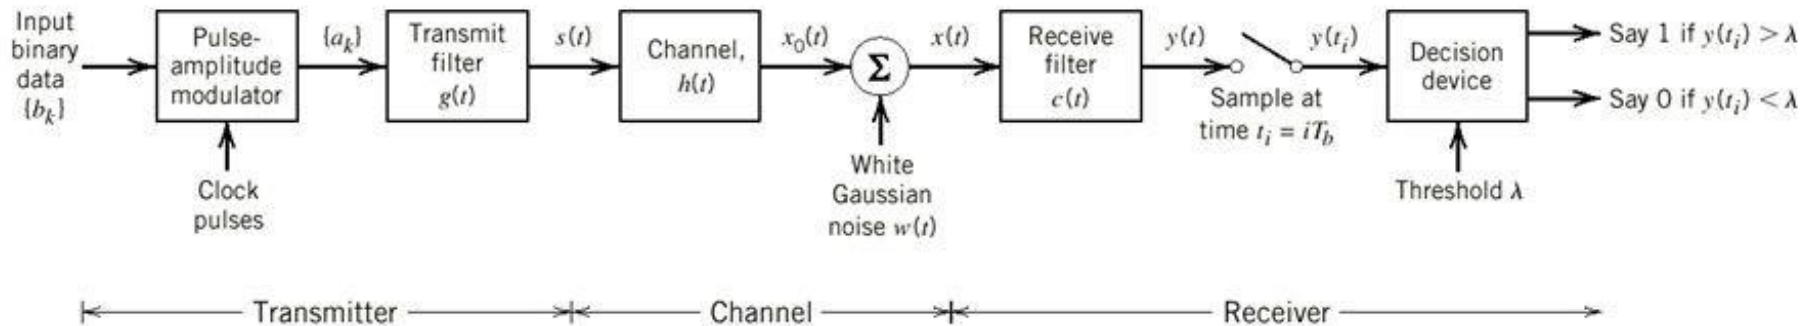 Input
binary
data
{b_k}
Pulse-
amplitude
modulator
Clock
pulses
{a_k}
Transmit
filter
g(t)
s(t)
Channel,
h(t)
x_0(t)
Σ
White
Gaussian
noise w(t)
x(t)
Receive
filter
c(t)
y(t)
Sample at
time t_i = iT_b
y(t_i)
Decision
device
Threshold λ
Say 1 if y(t_i) > λ
Say 0 if y(t_i) < λ
Transmitter
Channel
Receiver